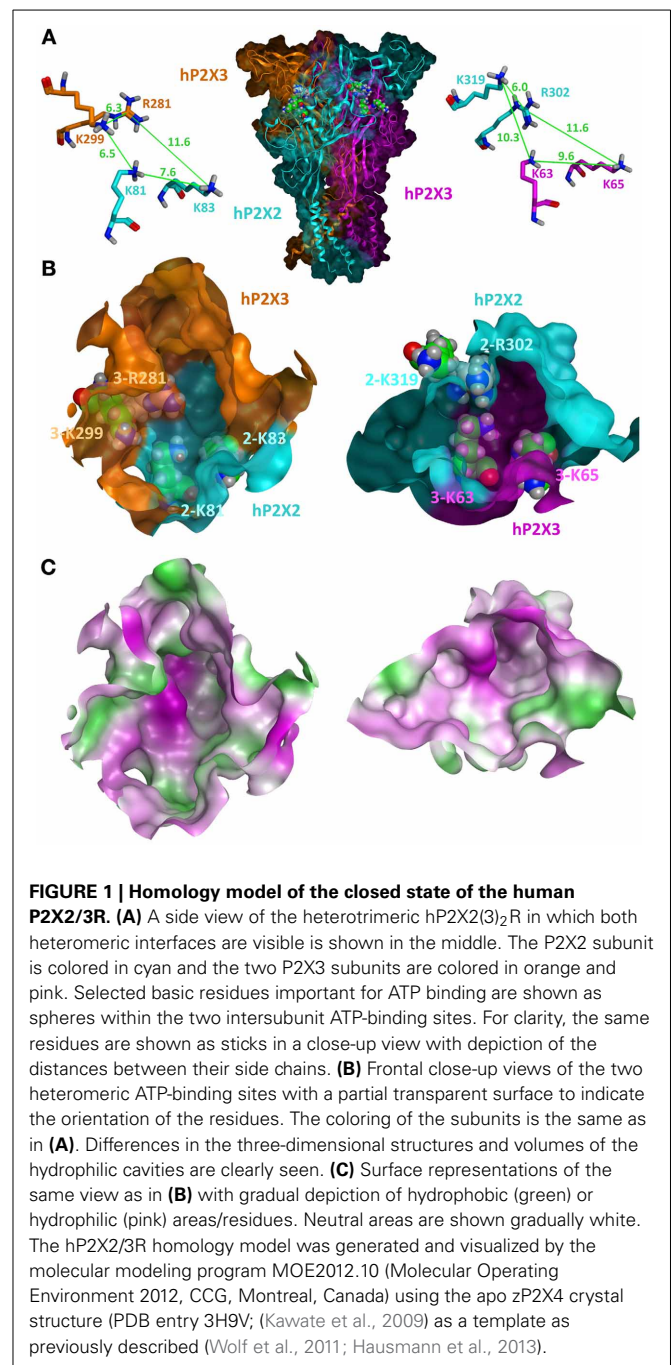 A
hP2X3
R281
6.3
K299
6.5
11.6
K81
7.6
K83
hP2X2
hP2X3
K319
6.0
R302
10.3
11.6
K63
9.6
K65
B
hP2X3
3-R281
3-K299
2-K83
2-K81
hP2X2
hP2X2
2-R302
2-K319
3-K65
3-K63
hP2X3
C
FIGURE 1 | Homology model of the closed state of the human
P2X2/3R. (A) A side view of the heterotrimeric hP2X2(3)₂R in which both
heteromeric interfaces are visible is shown in the middle. The P2X2 subunit
is colored in cyan and the two P2X3 subunits are colored in orange and
pink. Selected basic residues important for ATP binding are shown as
spheres within the two intersubunit ATP-binding sites. For clarity, the same
residues are shown as sticks in a close-up view with depiction of the
distances between their side chains. (B) Frontal close-up views of the two
heteromeric ATP-binding sites with a partial transparent surface to indicate
the orientation of the residues. The coloring of the subunits is the same as
in (A). Differences in the three-dimensional structures and volumes of the
hydrophilic cavities are clearly seen. (C) Surface representations of the
same view as in (B) with gradual depiction of hydrophobic (green) or
hydrophilic (pink) areas/residues. Neutral areas are shown gradually white.
The hP2X2/3R homology model was generated and visualized by the
molecular modeling program MOE2012.10 (Molecular Operating
Environment 2012, CCG, Montreal, Canada) using the apo zP2X4 crystal
structure (PDB entry 3H9V; (Kawate et al., 2009) as a template as
previously described (Wolf et al., 2011; Hausmann et al., 2013).